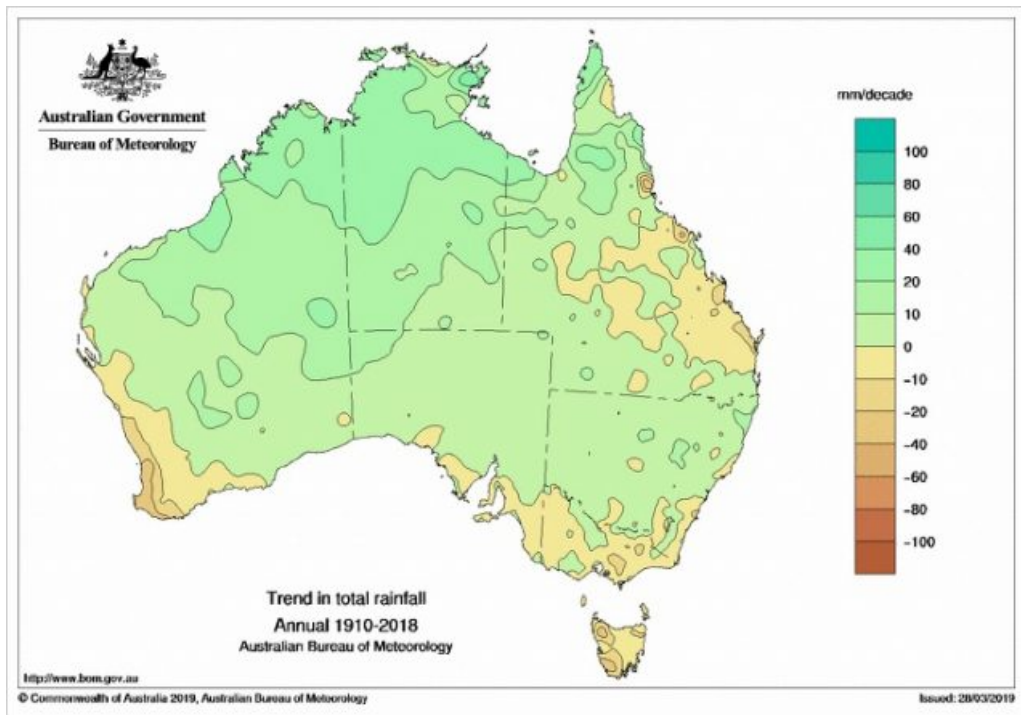 Australian Government
Bureau of Meteorology
mm/decade
100
80
60
40
20
10
0
-10
-20
-40
-60
-80
-100
Trend in total rainfall
Annual 1910-2018
Australian Bureau of Meteorology
http://www.bom.gov.au
© Commonwealth of Australia 2019, Australian Bureau of Meteorology
Issued: 28/03/2019